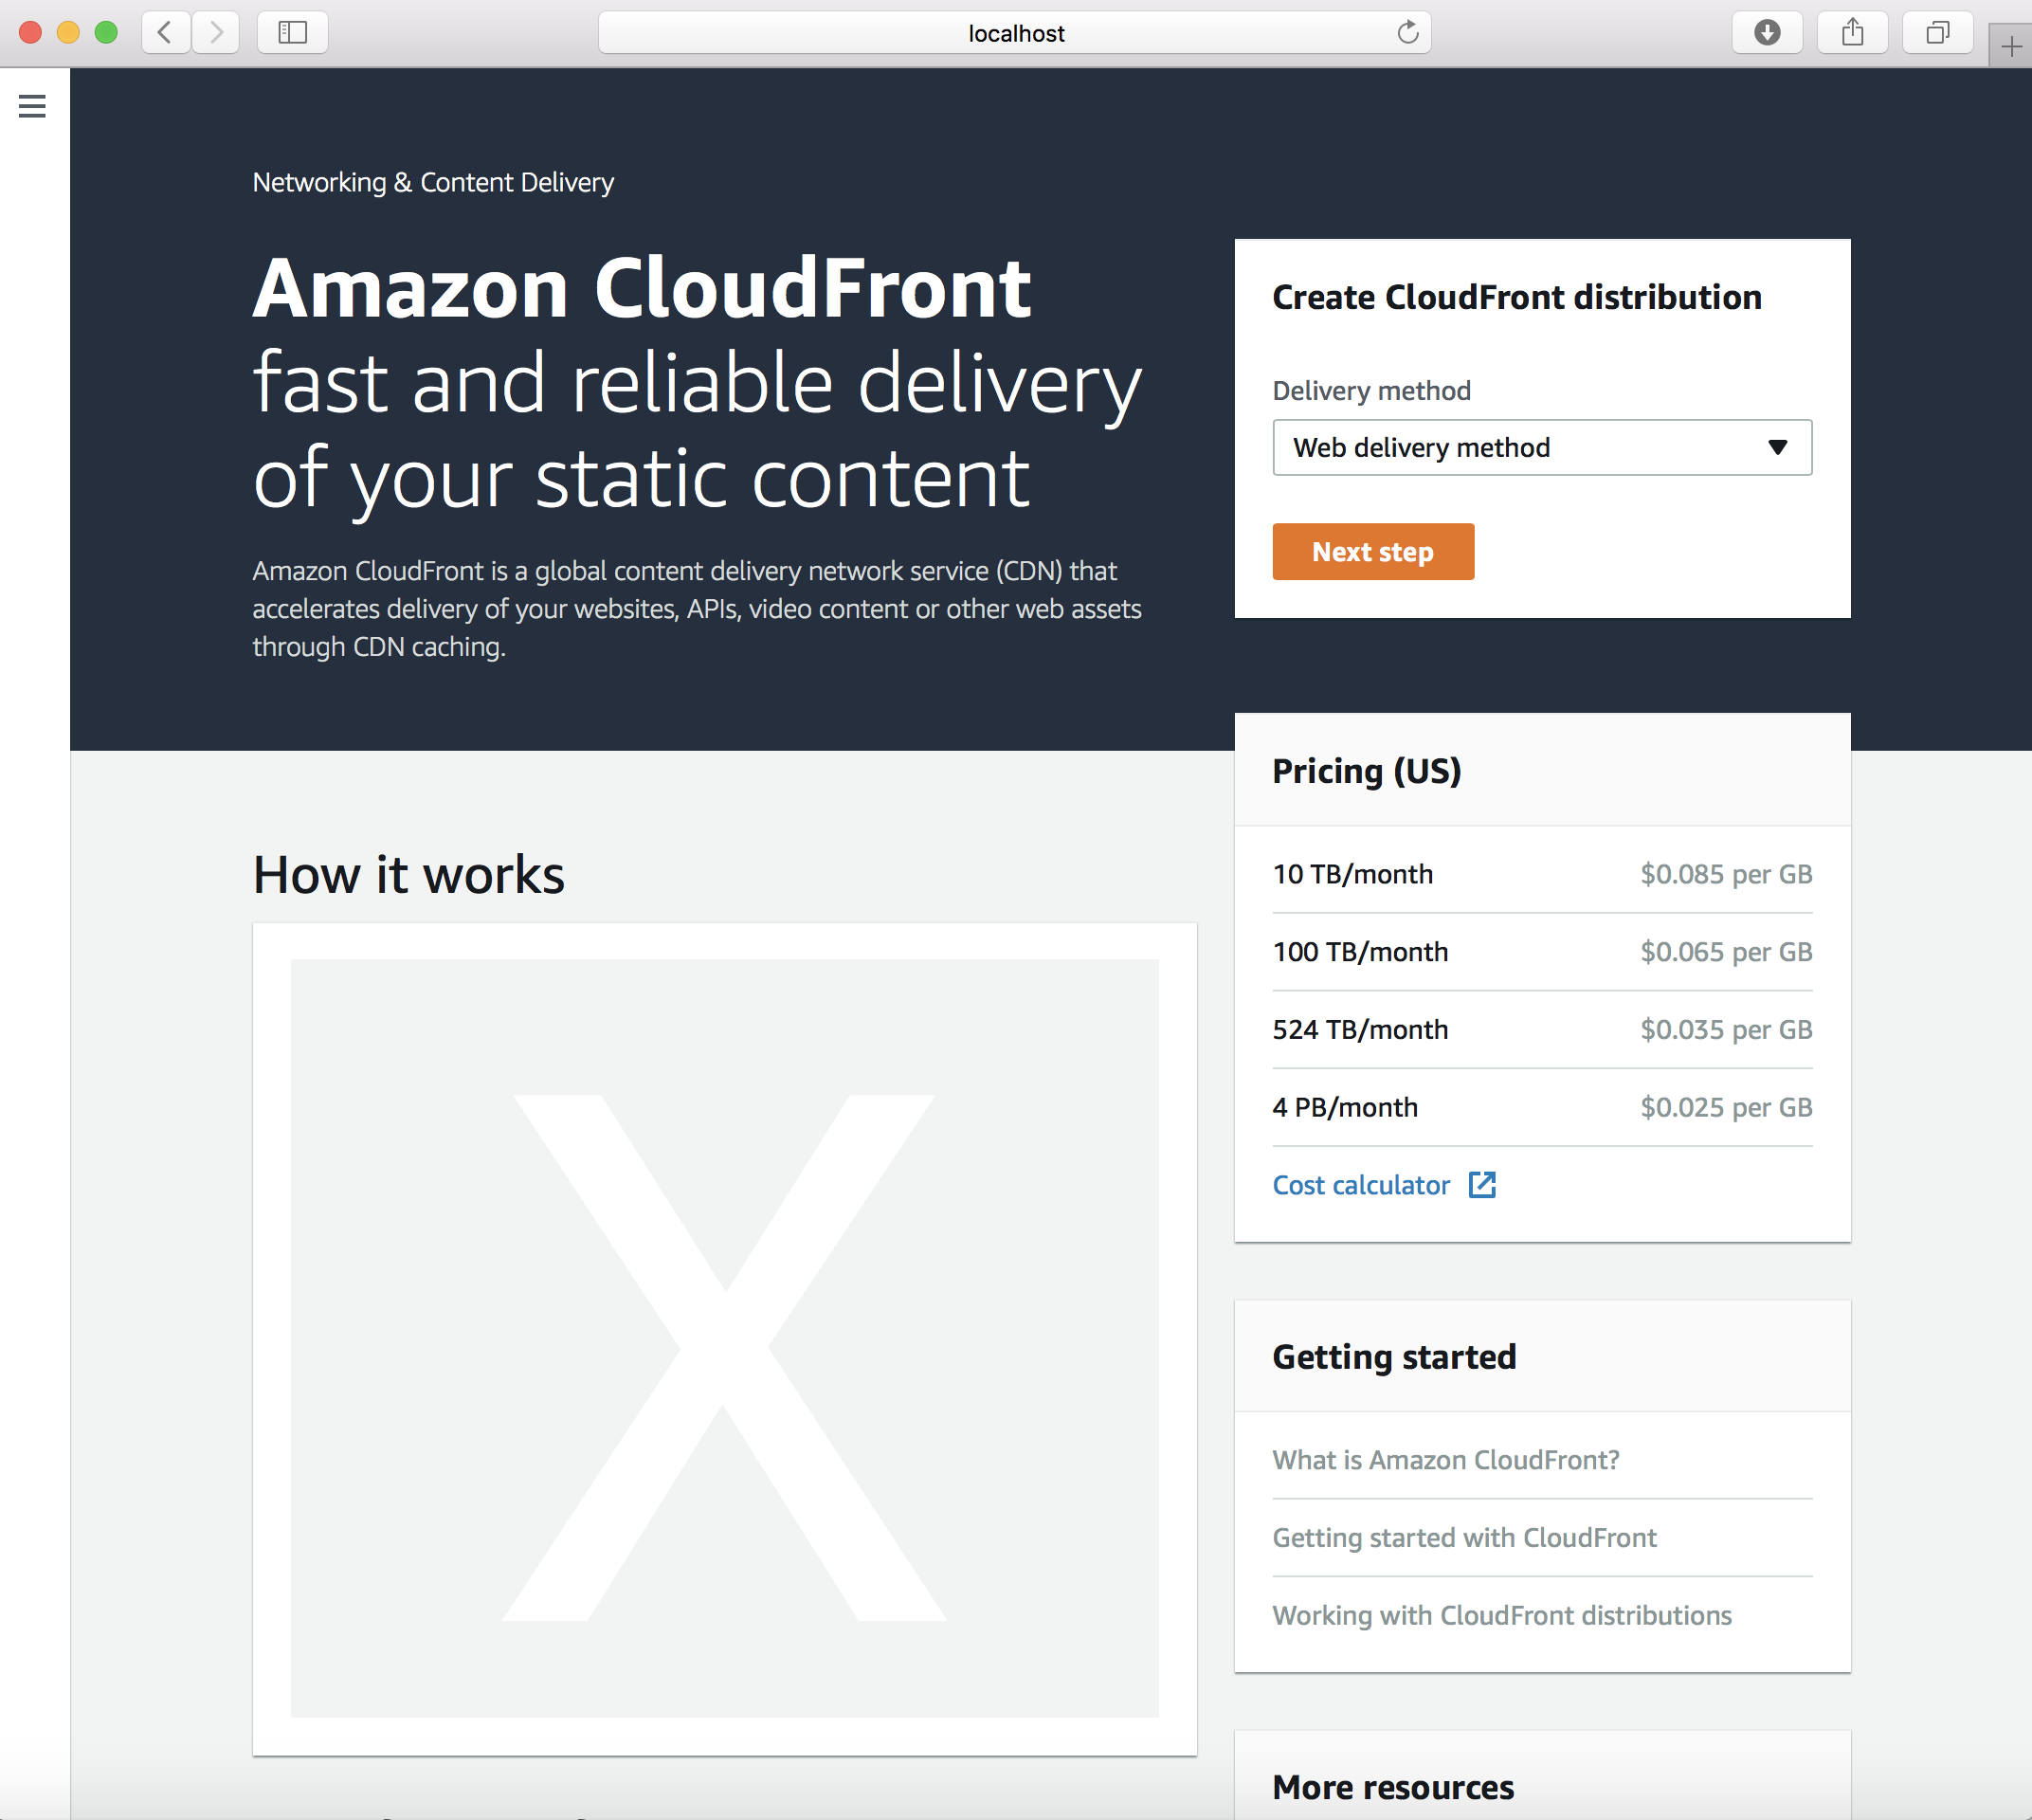 localhost
Networking & Content Delivery
Amazon CloudFront
fast and reliable delivery
of your static content
Amazon CloudFront is a global content delivery network service (CDN) that
accelerates delivery of your websites, APIs, video content or other web assets
through CDN caching.
Create CloudFront distribution
Delivery method
Web delivery method
Next step
How it works
X
Pricing (US)
10 TB/month $0.085 per GB
100 TB/month $0.065 per GB
524 TB/month $0.035 per GB
4 PB/month $0.025 per GB
Cost calculator
Getting started
What is Amazon CloudFront?
Getting started with CloudFront
Working with CloudFront distributions
More resources